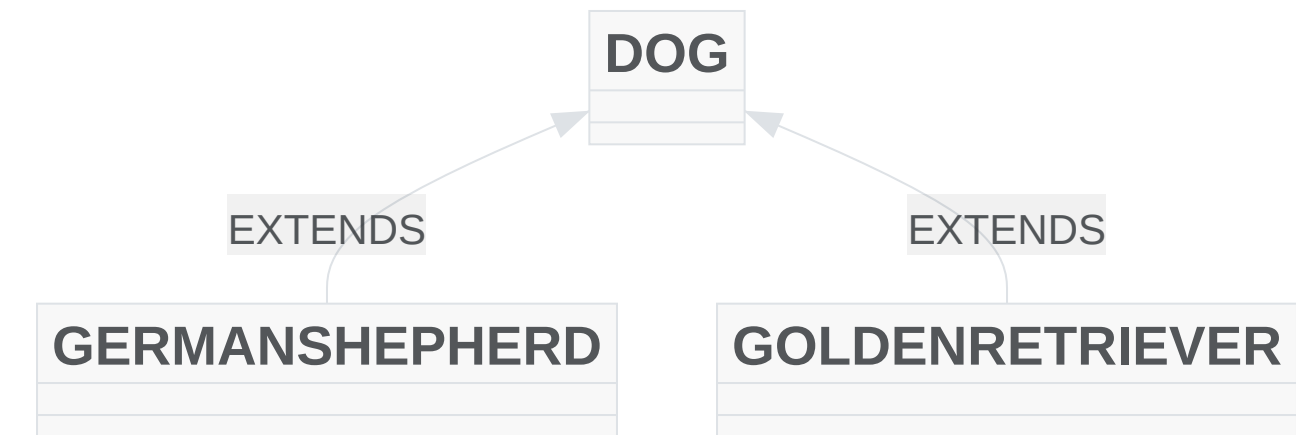 DOG
EXTENDS
EXTENDS
GERMANSHEPHERD
GOLDENRETRIEVER